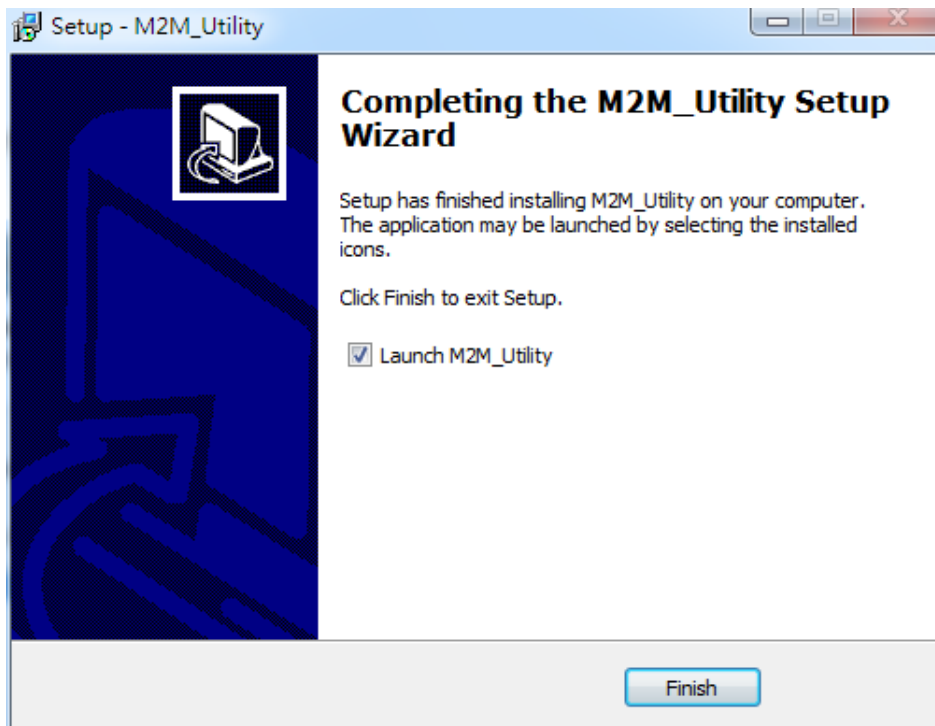 Setup - M2M_Utility
Completing the M2M_Utility Setup
Wizard
Setup has finished installing M2M_Utility on your computer.
The application may be launched by selecting the installed
icons.
Click Finish to exit Setup.
Launch M2M_Utility
Finish